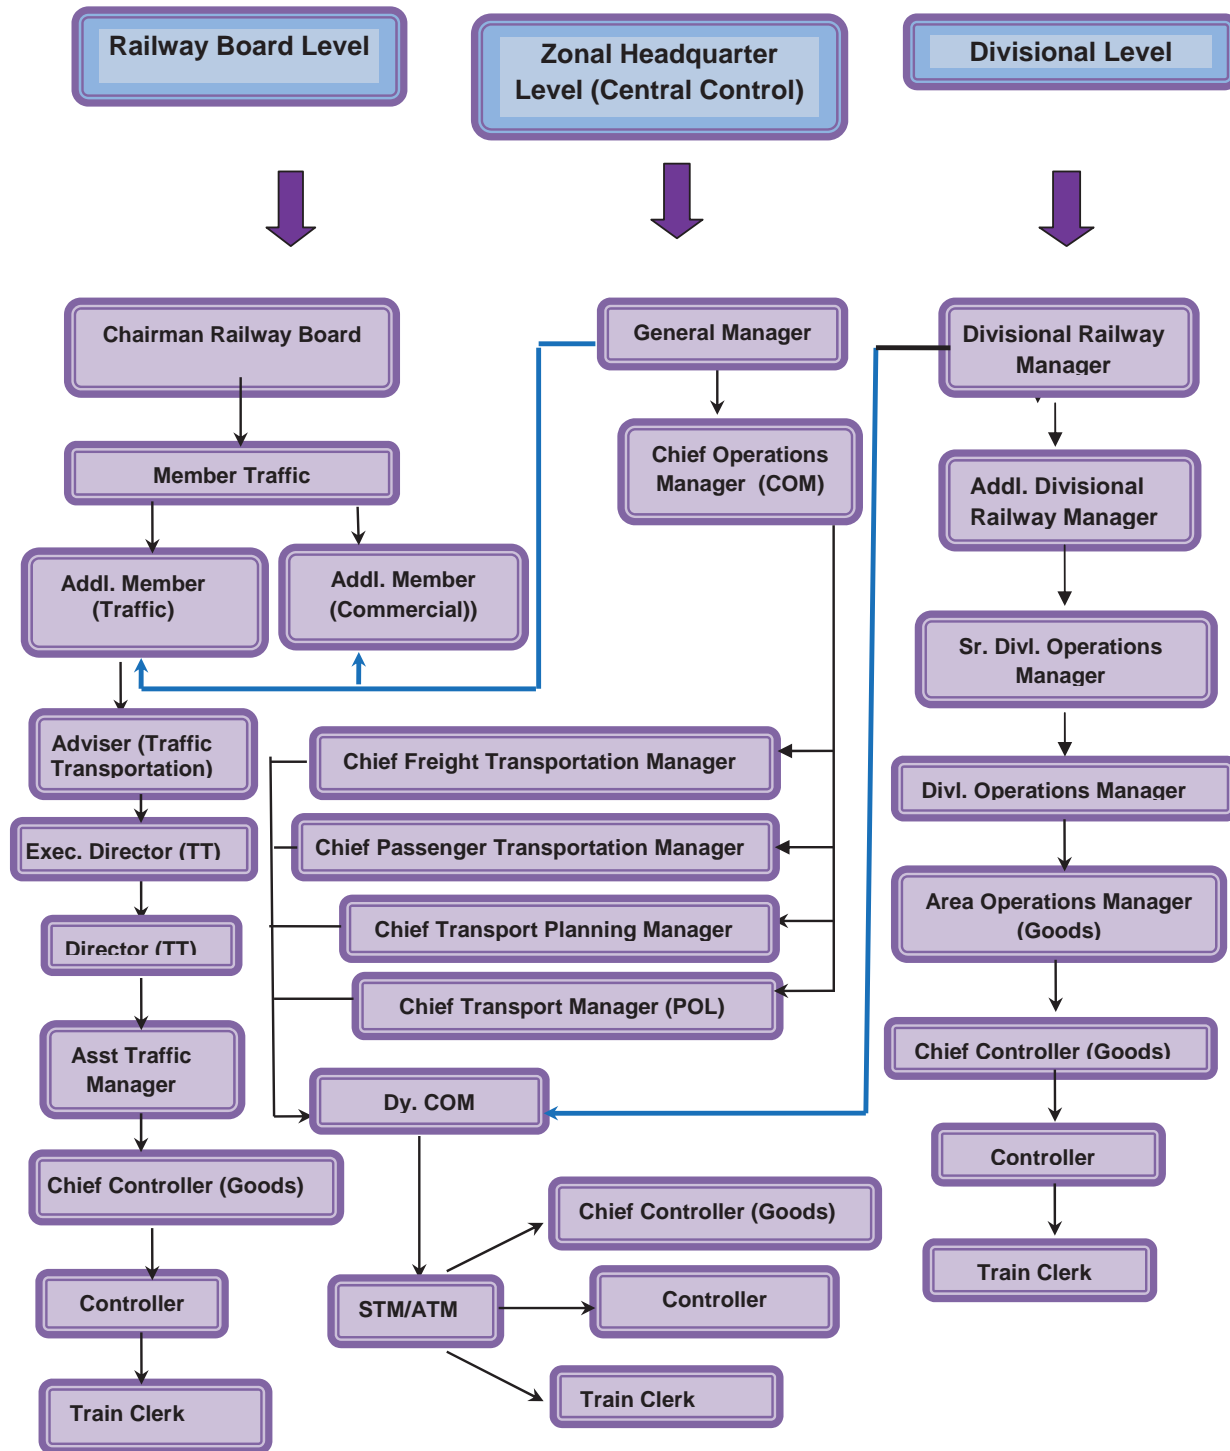 Railway Board Level
Zonal Headquarter
Level (Central Control)
Divisional Level
Chairman Railway Board
Member Traffic
Addl. Member
(Traffic)
Addl. Member
(Commercial))
Adviser (Traffic
Transportation)
Exec. Director (TT)
Director (TT)
Asst Traffic
Manager
Chief Controller (Goods)
Controller
Train Clerk
General Manager
Chief Operations
Manager (COM)
Chief Freight Transportation Manager
Chief Passenger Transportation Manager
Chief Transport Planning Manager
Chief Transport Manager (POL)
Dy. COM
STM/ATM
Chief Controller (Goods)
Controller
Train Clerk
Divisional Railway
Manager
Addl. Divisional
Railway Manager
Sr. Divl. Operations
Manager
Divl. Operations Manager
Area Operations Manager
(Goods)
Chief Controller (Goods)
Controller
Train Clerk